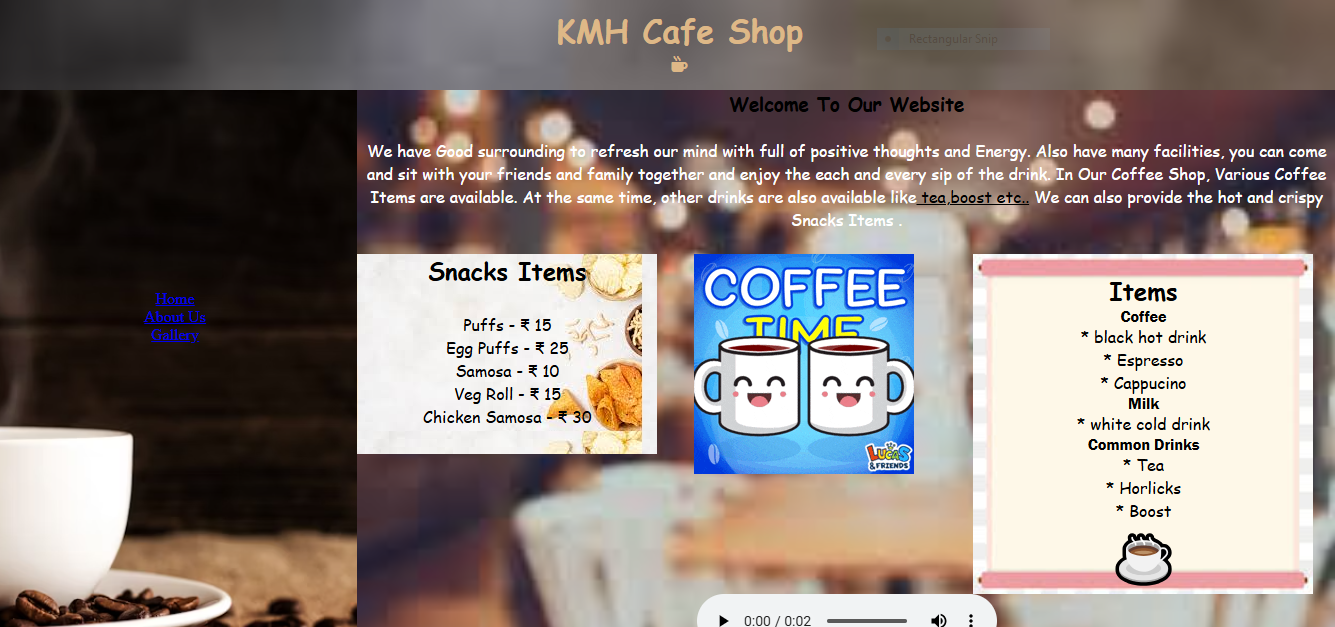 KMH Cafe Shop
Rectangular Snip
Welcome To Our Website
We have Good surrounding to refresh our mind with full of positive thoughts and Energy. Also have many facilities, you can come
and sit with your friends and family together and enjoy the each and every sip of the drink. In Our Coffee Shop, Various Coffee
Items are available. At the same time, other drinks are also available like tea,boost etc.. We can also provide the hot and crispy
Snacks Items .
Home
About Us
Gallery
Snacks Items
Puffs - ₹ 15
Egg Puffs - ₹ 25
Samosa - ₹ 10
Veg Roll - ₹ 15
Chicken Samosa - ₹ 30
COFFEE
TIME
LUCAS
& FRIENDS
Items
Coffee
* black hot drink
* Espresso
* Cappucino
Milk
* white cold drink
Common Drinks
* Tea
* Horlicks
* Boost
0:00 / 0:02